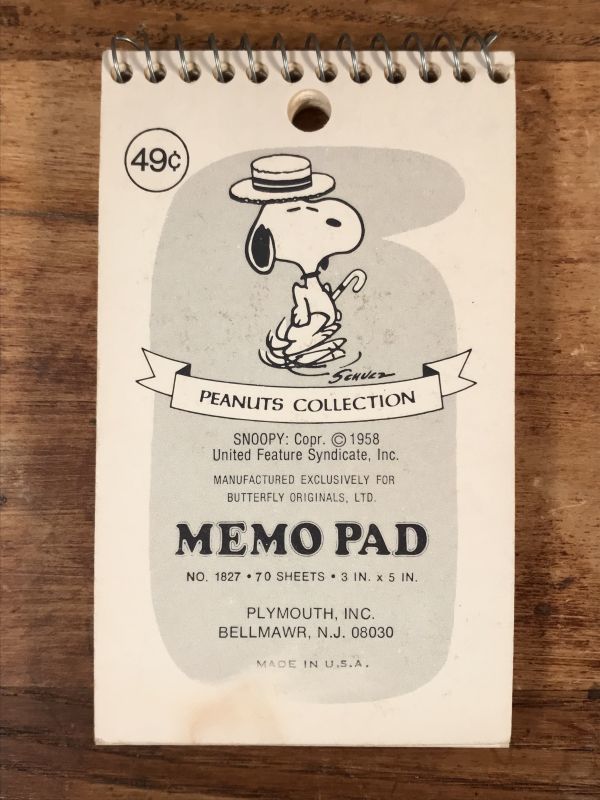 49¢
SCHULZ
PEANUTS COLLECTION
SNOOPY: Copr. © 1958
United Feature Syndicate, Inc.
MANUFACTURED EXCLUSIVELY FOR
BUTTERFLY ORIGINALS, LTD.
MEMO PAD
NO. 1827 • 70 SHEETS • 3 IN. x 5 IN.
PLYMOUTH, INC.
BELLMAWR, N.J. 08030
MADE IN U.S.A.